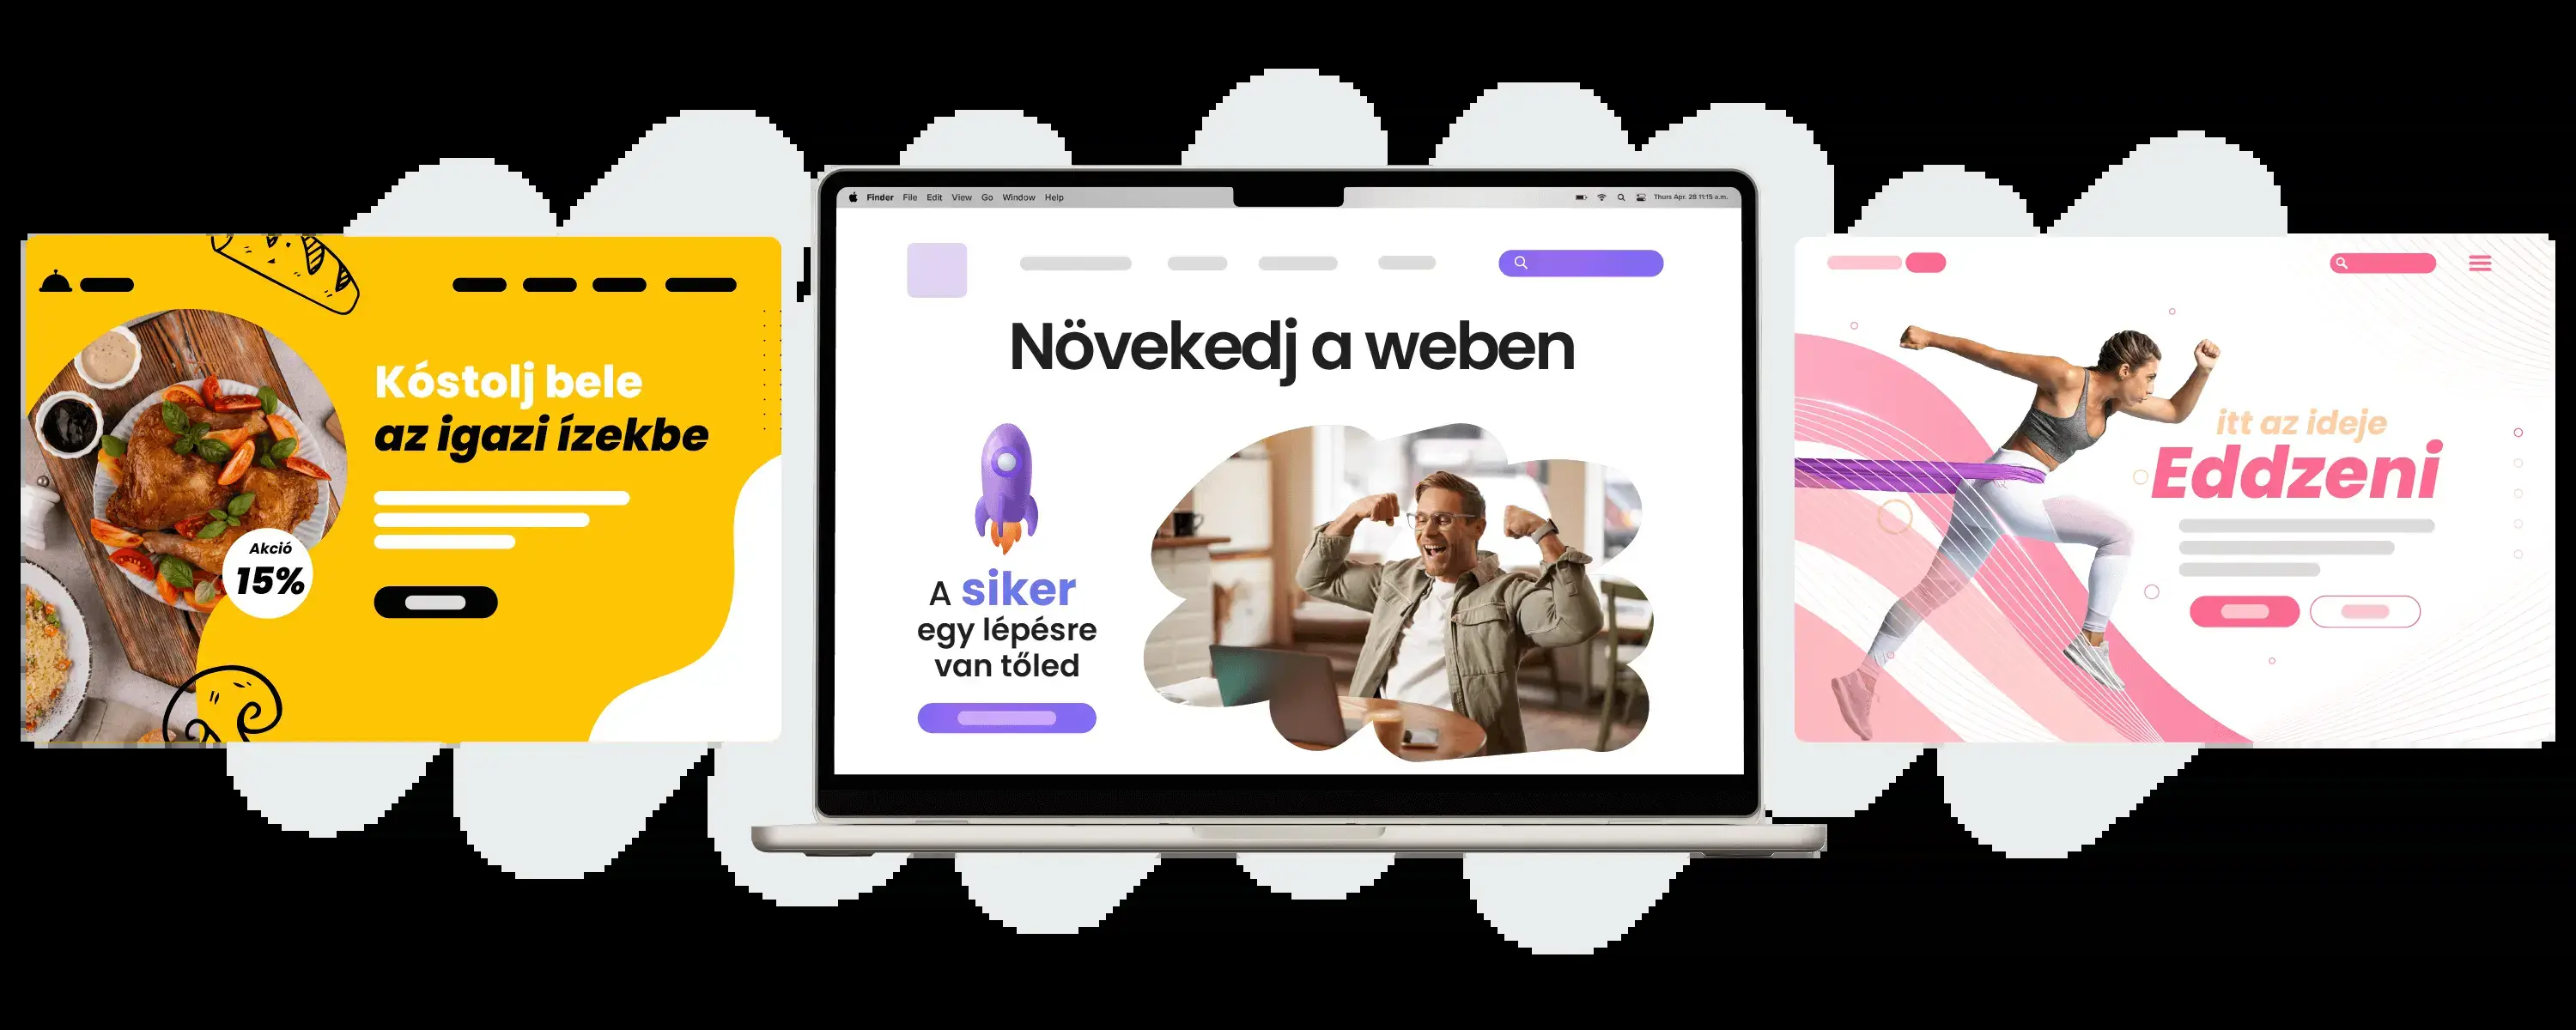 Kóstolj bele
az igazi ízekbe
Akció
15%
Finder File Edit View Go Window Help
Thurs Apr. 28 11:15 a.m.
Növekedj a weben
A siker
egy lépésre
van tőled
itt az ideje
Eddzeni